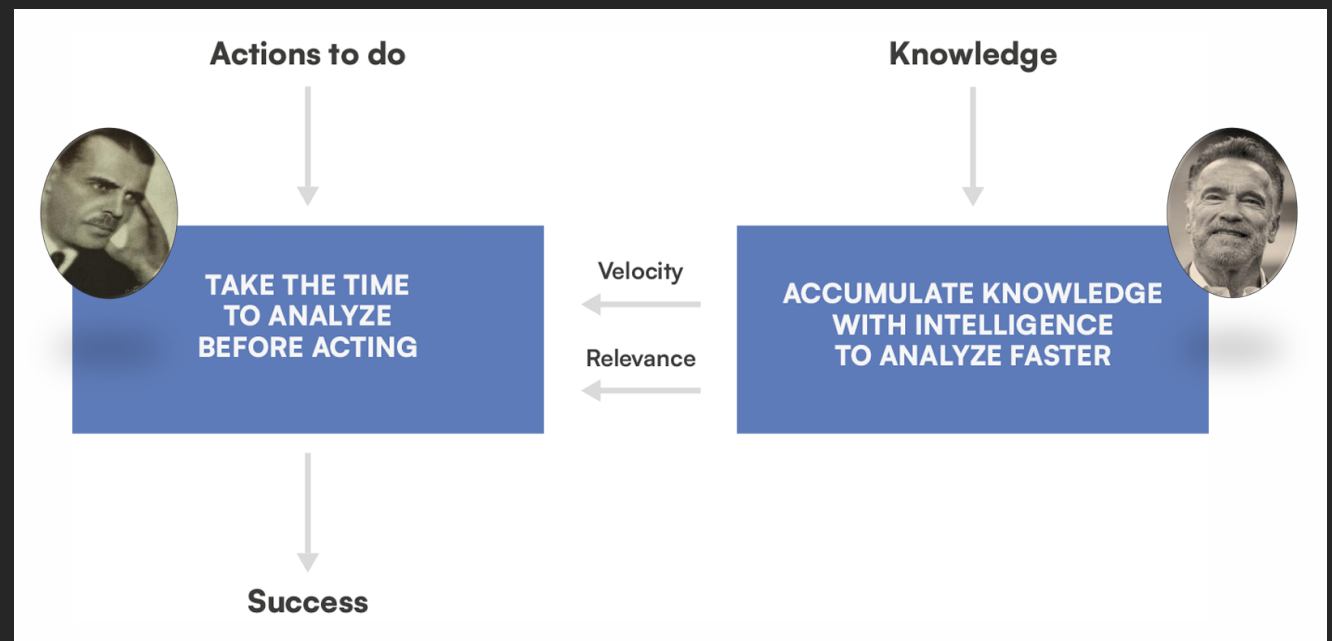 Actions to do
Knowledge
TAKE THE TIME
TO ANALYZE
BEFORE ACTING
Velocity
Relevance
ACCUMULATE KNOWLEDGE
WITH INTELLIGENCE
TO ANALYZE FASTER
Success